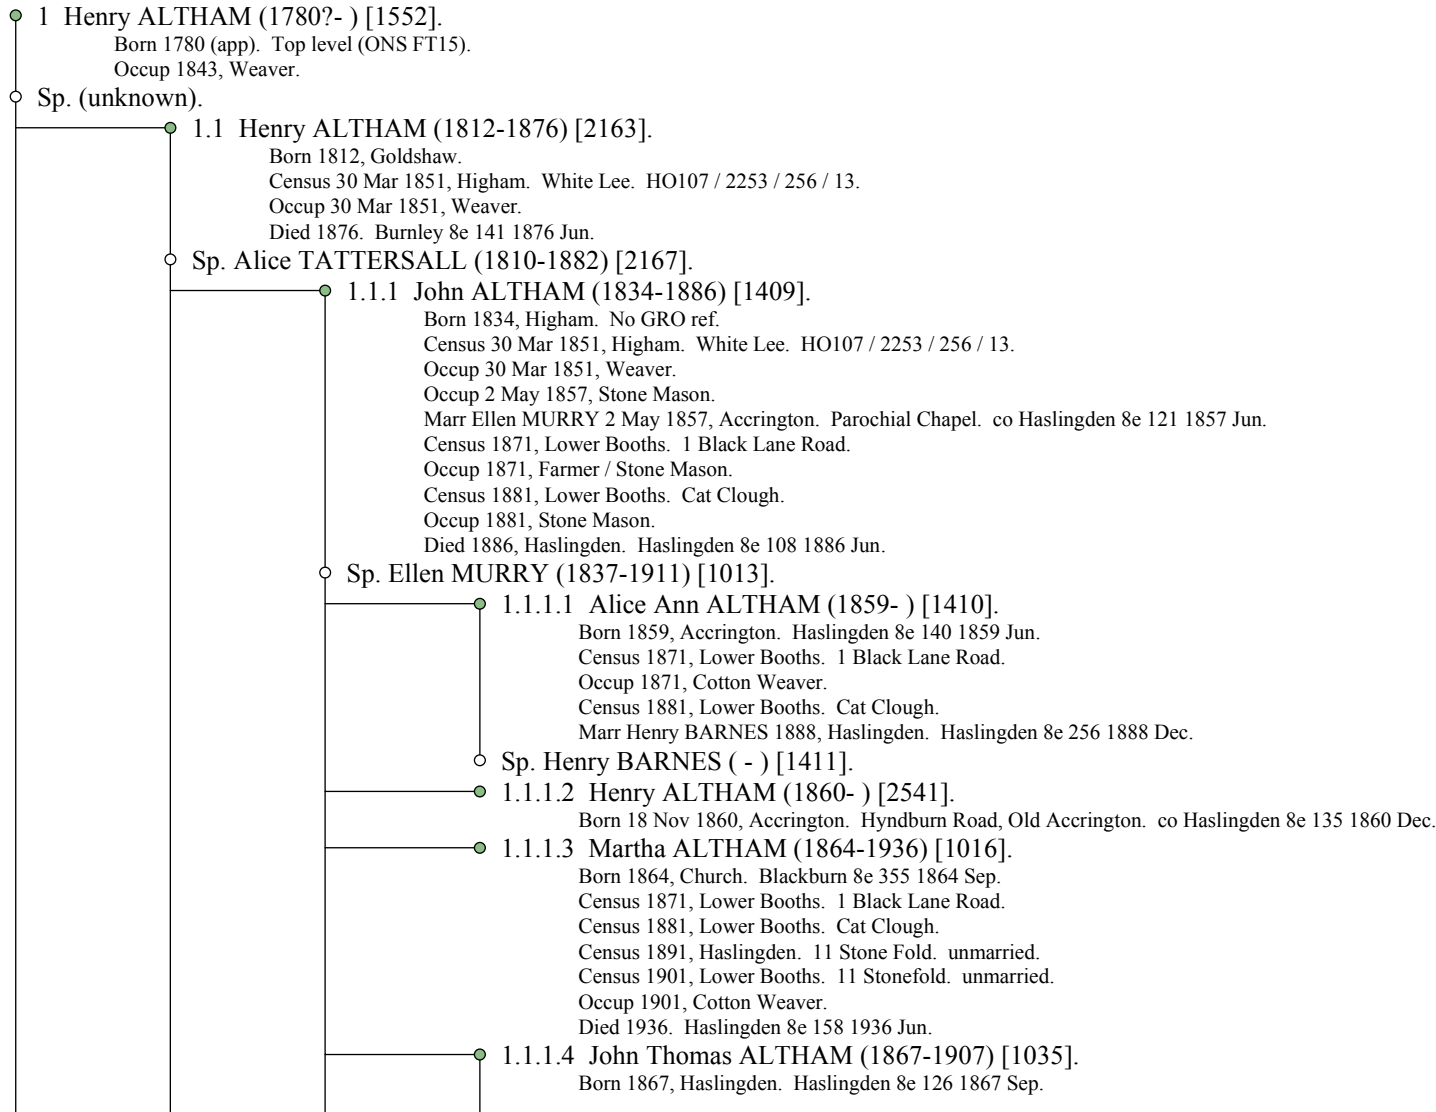 1 Henry ALTHAM (1780?- ) [1552].
Born 1780 (app). Top level (ONS FT15).
Occup 1843, Weaver.
Sp. (unknown).
1.1 Henry ALTHAM (1812-1876) [2163].
Born 1812, Goldshaw.
Census 30 Mar 1851, Higham. White Lee. HO107 / 2253 / 256 / 13.
Occup 30 Mar 1851, Weaver.
Died 1876. Burnley 8e 141 1876 Jun.
Sp. Alice TATTERSALL (1810-1882) [2167].
1.1.1 John ALTHAM (1834-1886) [1409].
Born 1834, Higham. No GRO ref.
Census 30 Mar 1851, Higham. White Lee. HO107 / 2253 / 256 / 13.
Occup 30 Mar 1851, Weaver.
Occup 2 May 1857, Stone Mason.
Marr Ellen MURRY 2 May 1857, Accrington. Parochial Chapel. co Haslingden 8e 121 1857 Jun.
Census 1871, Lower Booths. 1 Black Lane Road.
Occup 1871, Farmer / Stone Mason.
Census 1881, Lower Booths. Cat Clough.
Occup 1881, Stone Mason.
Died 1886, Haslingden. Haslingden 8e 108 1886 Jun.
Sp. Ellen MURRY (1837-1911) [1013].
1.1.1.1 Alice Ann ALTHAM (1859- ) [1410].
Born 1859, Accrington. Haslingden 8e 140 1859 Jun.
Census 1871, Lower Booths. 1 Black Lane Road.
Occup 1871, Cotton Weaver.
Census 1881, Lower Booths. Cat Clough.
Marr Henry BARNES 1888, Haslingden. Haslingden 8e 256 1888 Dec.
Sp. Henry BARNES ( - ) [1411].
1.1.1.2 Henry ALTHAM (1860- ) [2541].
Born 18 Nov 1860, Accrington. Hyndburn Road, Old Accrington. co Haslingden 8e 135 1860 Dec.
1.1.1.3 Martha ALTHAM (1864-1936) [1016].
Born 1864, Church. Blackburn 8e 355 1864 Sep.
Census 1871, Lower Booths. 1 Black Lane Road.
Census 1881, Lower Booths. Cat Clough.
Census 1891, Haslingden. 11 Stone Fold. unmarried.
Census 1901, Lower Booths. 11 Stonefold. unmarried.
Occup 1901, Cotton Weaver.
Died 1936. Haslingden 8e 158 1936 Jun.
1.1.1.4 John Thomas ALTHAM (1867-1907) [1035].
Born 1867, Haslingden. Haslingden 8e 126 1867 Sep.